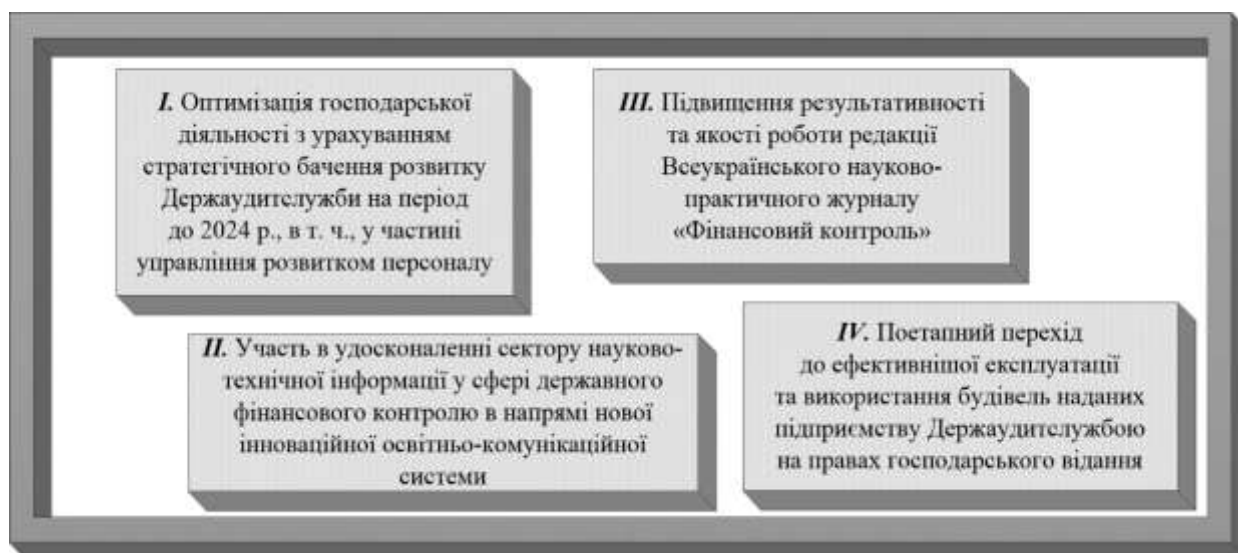 I. Оптимізація господарської
діяльності з урахуванням
стратегічного бачення розвитку
Держаудитслужби на період
до 2024 р., в т. ч., у частині
управління розвитком персоналу
II. Участь в удосконаленні сектору науково-
технічної інформації у сфері державного
фінансового контролю в напрямі нової
інноваційної освітньо-комунікаційної
системи
III. Підвищення результативності
та якості роботи редакції
Всеукраїнського науково-
практичного журналу
«Фінансовий контроль»
IV. Поетапний перехід
до ефективнішої експлуатації
та використання будівель наданих
підприємству Держаудитслужбою
на правах господарського відання